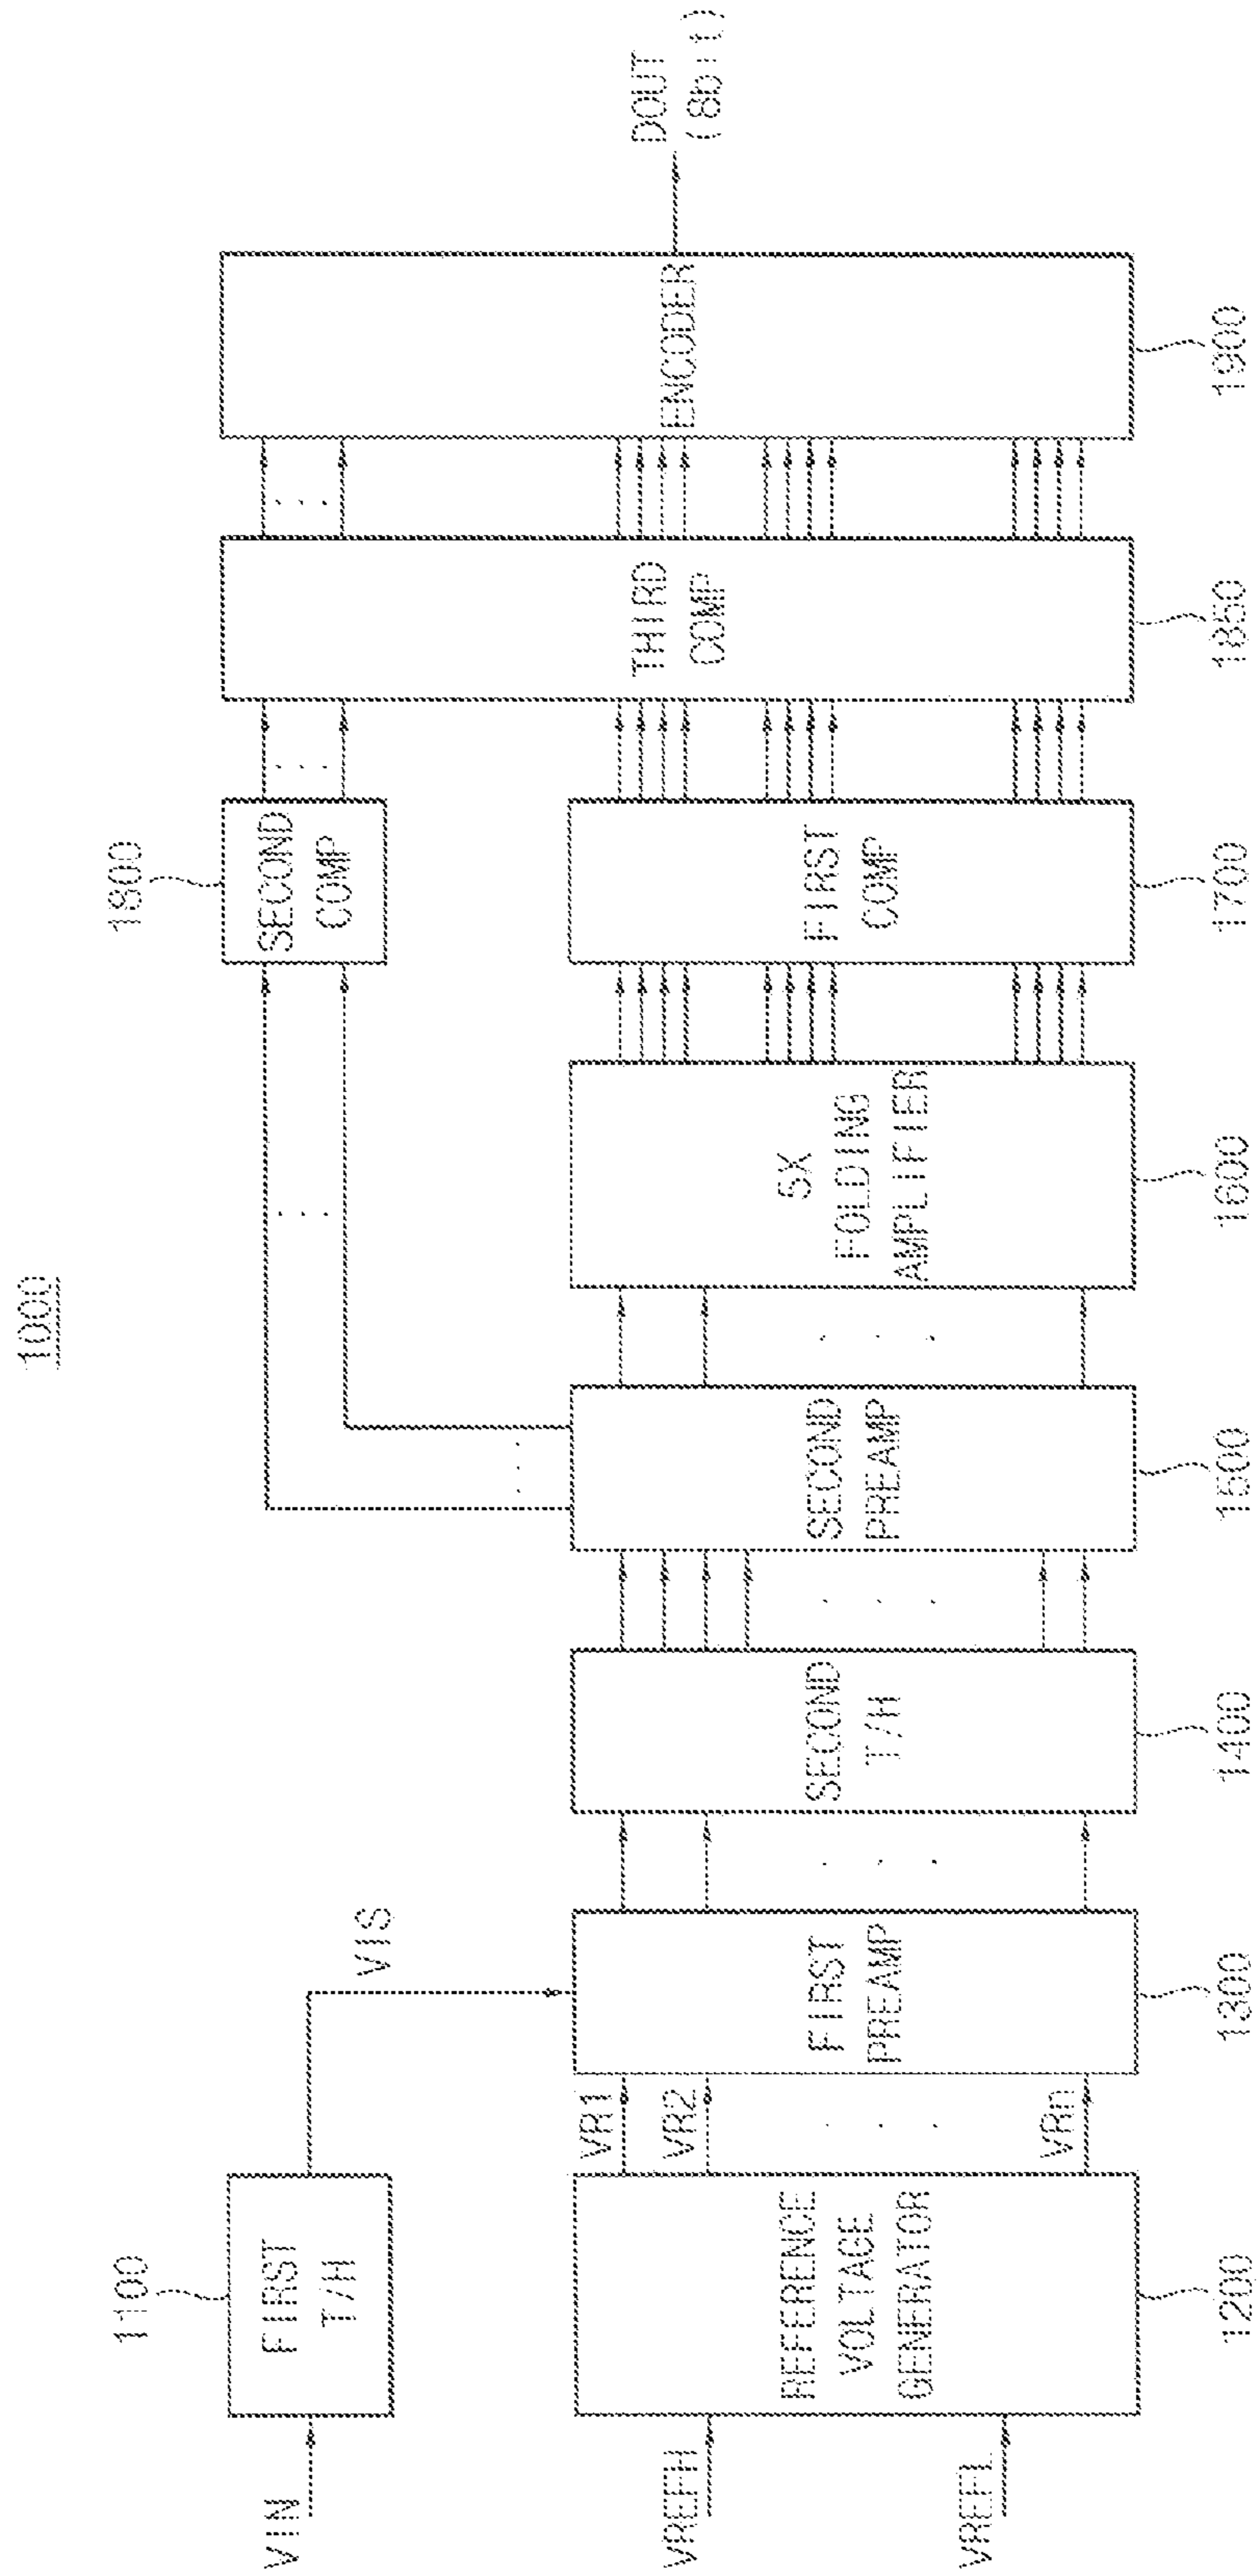 1000
1100
FIRST
T/H
VIN
VIS
REFERENCE
VOLTAGE
GENERATOR
1200
VREFH
VREFL
VR1
VR2
VRn
FIRST
PREAMP
1300
SECOND
T/H
1400
SECOND
PREAMP
1500
5X
FOLDING
AMPLIFIER
1600
FIRST
COMP
1700
1800
SECOND
COMP
THIRD
COMP
1850
ENCODER
1900
DOUT